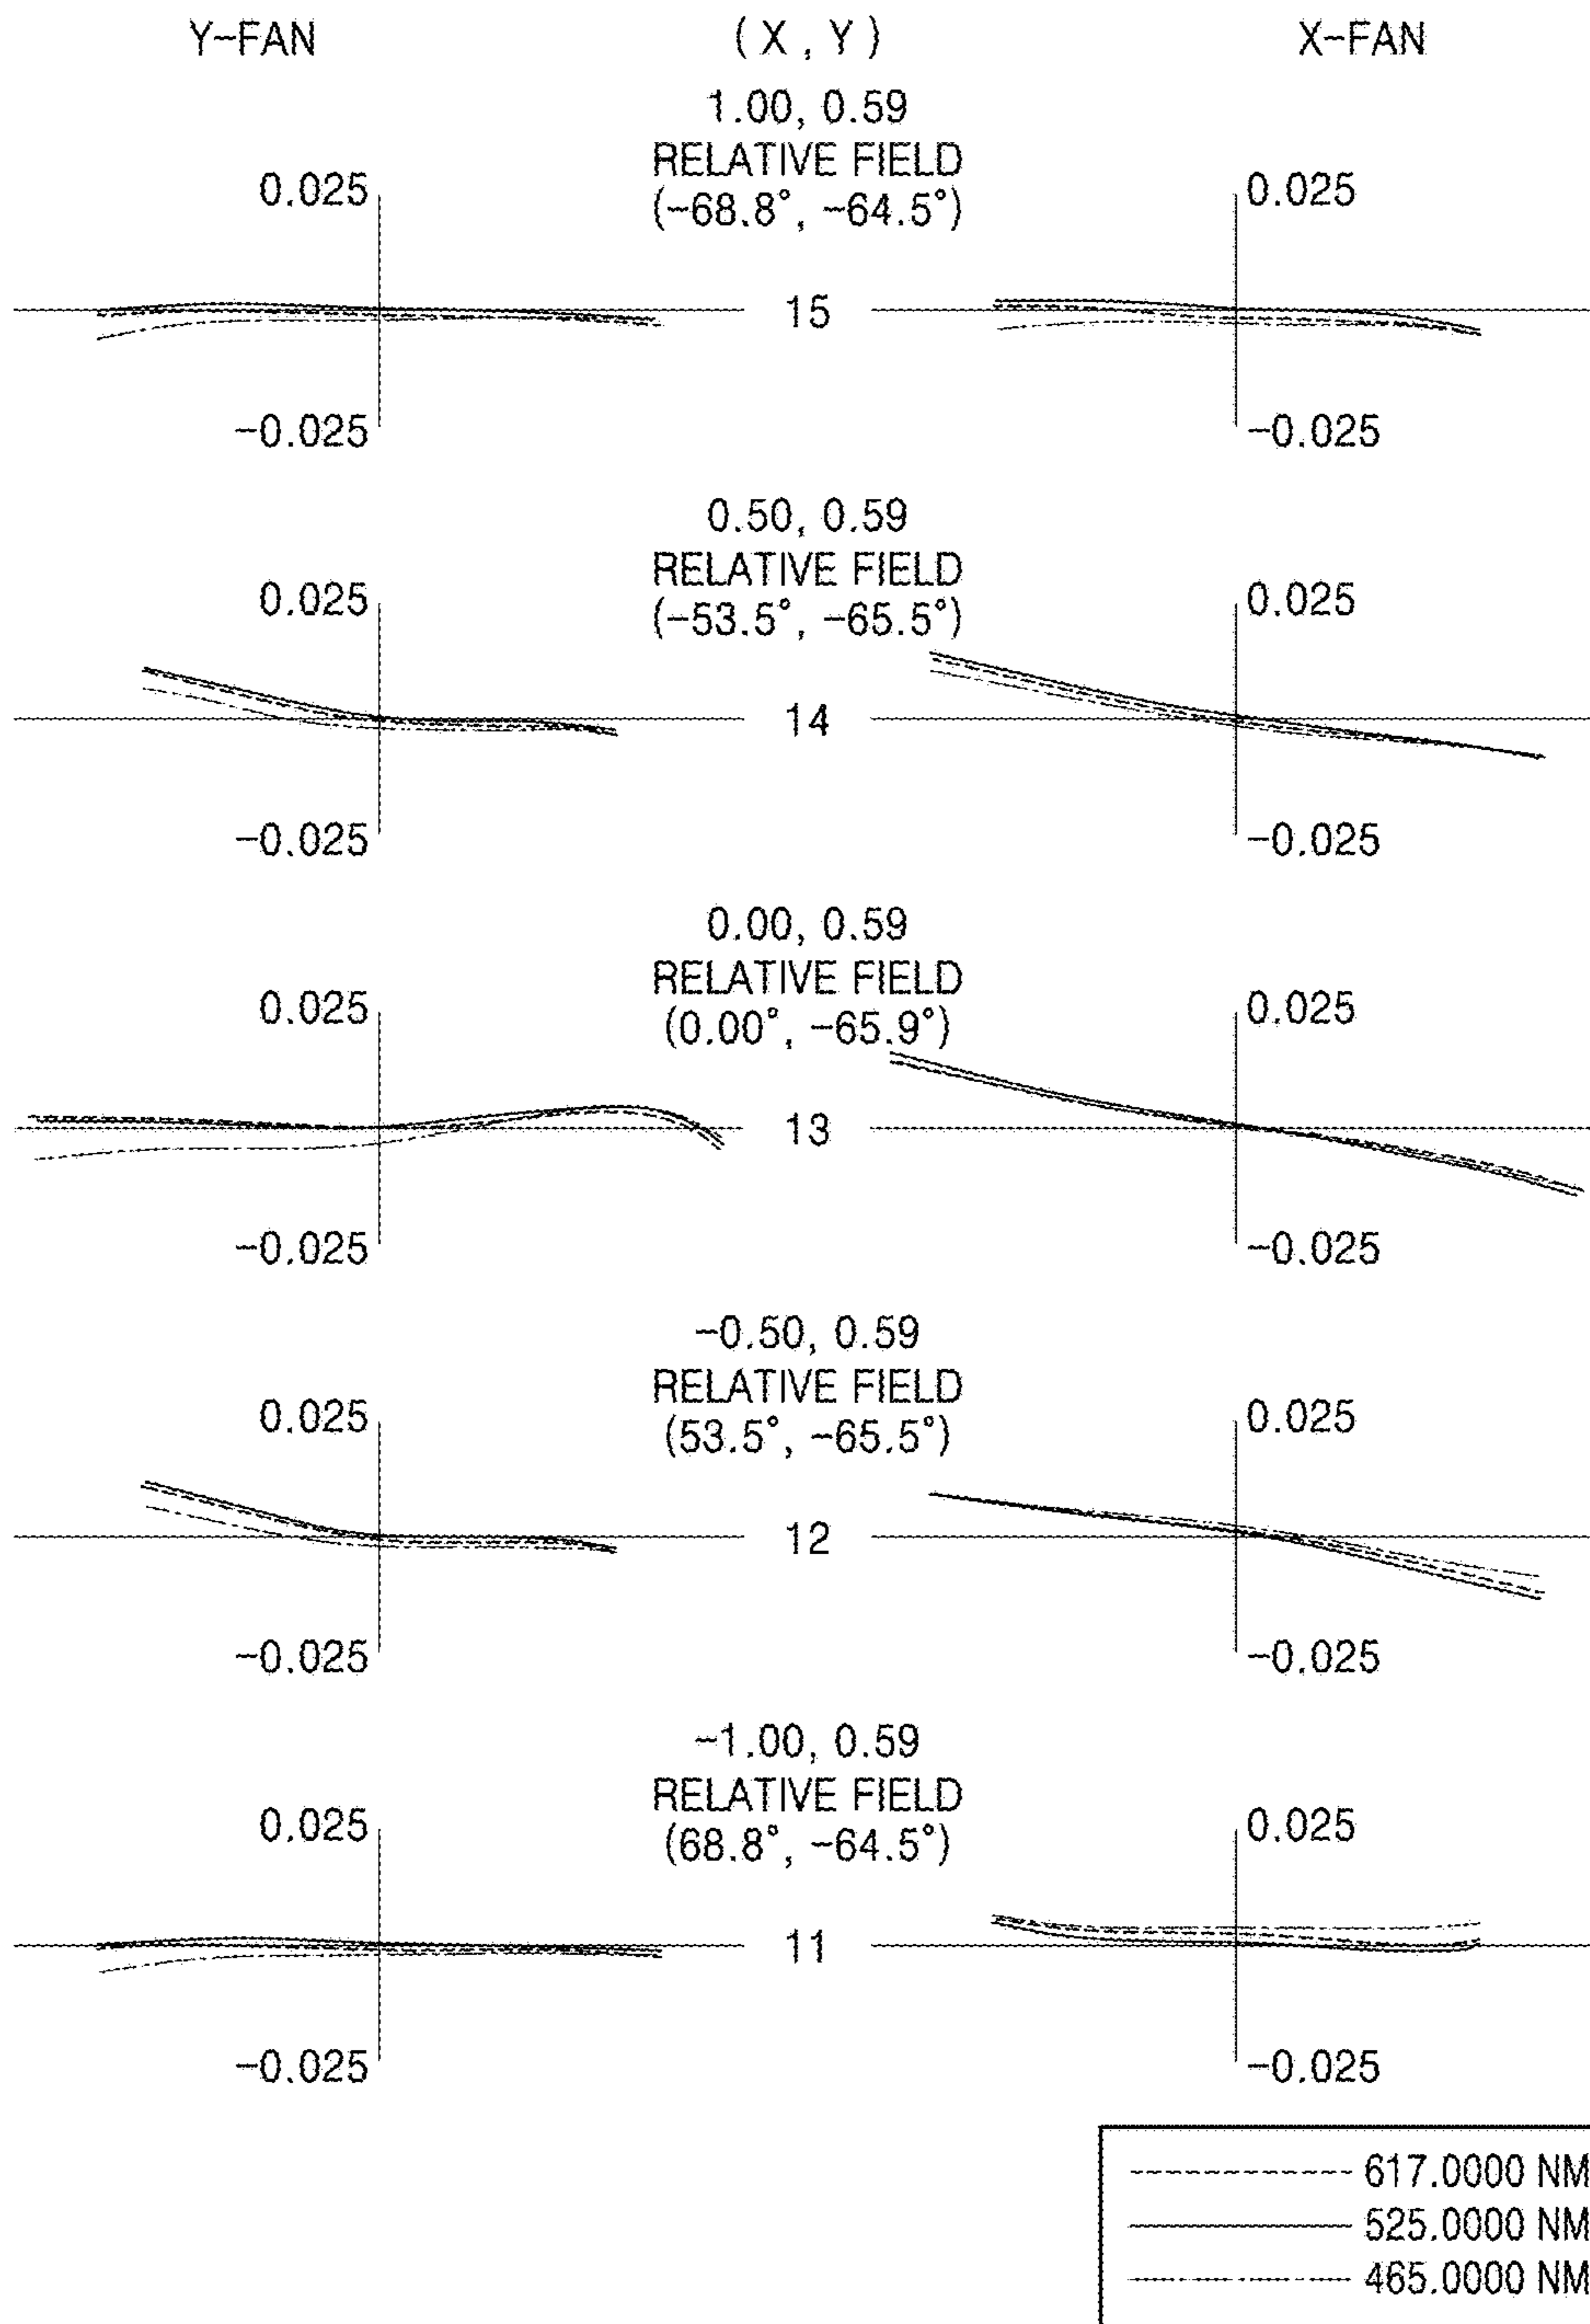 Y-FAN (X, Y) X-FAN
1.00, 0.59
RELATIVE FIELD
0.025 (-68.8°, -64.5°) 0.025
15
-0.025 -0.025
0.50, 0.59
RELATIVE FIELD
0.025 (-53.5°, -65.5°) 0.025
14
-0.025 -0.025
0.00, 0.59
RELATIVE FIELD
0.025 (0.00°, -65.9°) 0.025
13
-0.025 -0.025
-0.50, 0.59
RELATIVE FIELD
0.025 (53.5°, -65.5°) 0.025
12
-0.025 -0.025
-1.00, 0.59
RELATIVE FIELD
0.025 (68.8°, -64.5°) 0.025
11
-0.025 -0.025
617.0000 NM
525.0000 NM
465.0000 NM